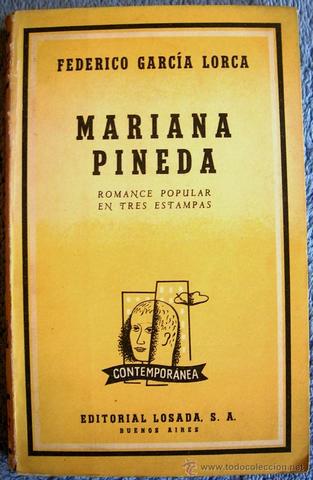 FEDERICO GARCÍA LORCA
MARIANA
PINEDA
ROMANCE POPULAR
EN TRES ESTAMPAS
CONTEMPORÁNEA
EDITORIAL LOSADA, S. A.
BUENOS AIRES
www.todocoleccion.net